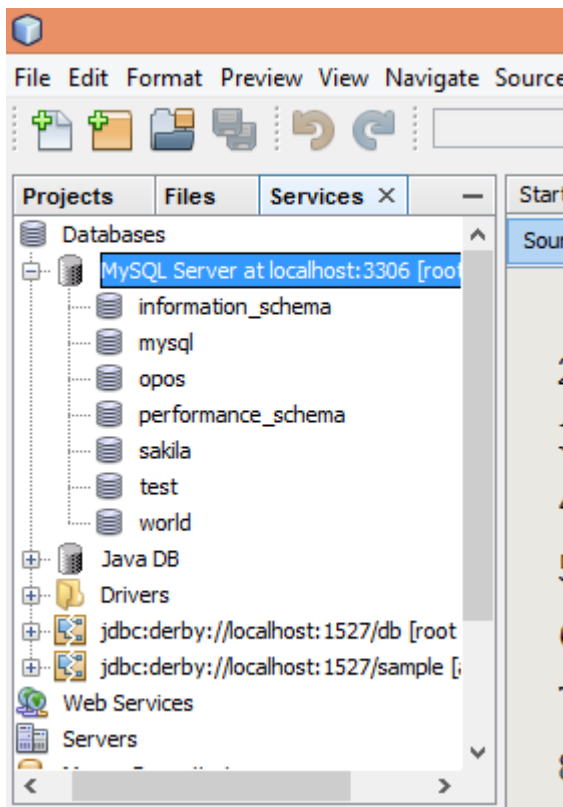 File Edit Format Preview View Navigate Source
Projects Files Services
Start
Databases
Sour
MySQL Server at localhost:3306 [root
information_schema
mysql
opos
performance_schema
sakila
test
world
Java DB
Drivers
jdbc:derby://localhost:1527/db [root
jdbc:derby://localhost:1527/sample [a
Web Services
Servers